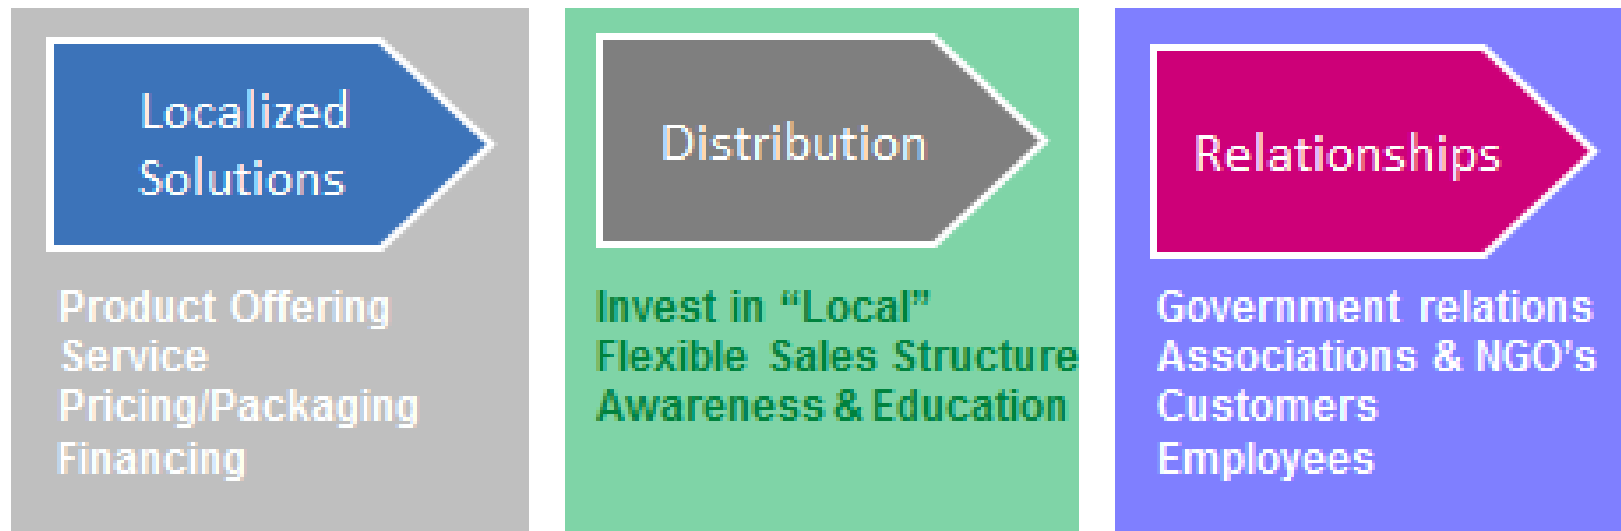 Localized
Solutions
Product Offering
Service
Pricing/Packaging
Financing
Distribution
Invest in “Local”
Flexible Sales Structure
Awareness & Education
Relationships
Government relations
Associations & NGO’s
Customers
Employees